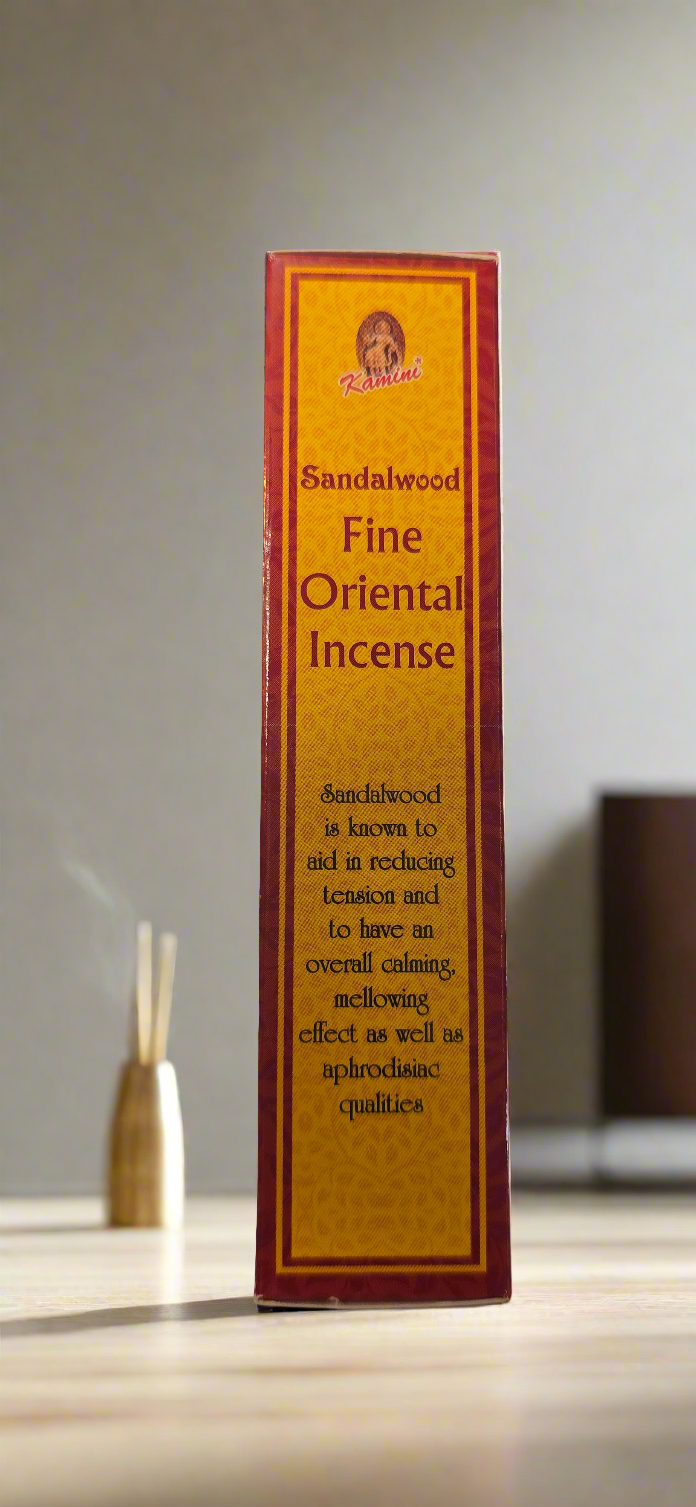 Kamini
Sandalwood
Fine
Oriental
Incense
Sandalwood
is known to
aid in reducing
tension and
to have an
overall calming,
mellowing
effect as well as
aphrodisiac
qualities